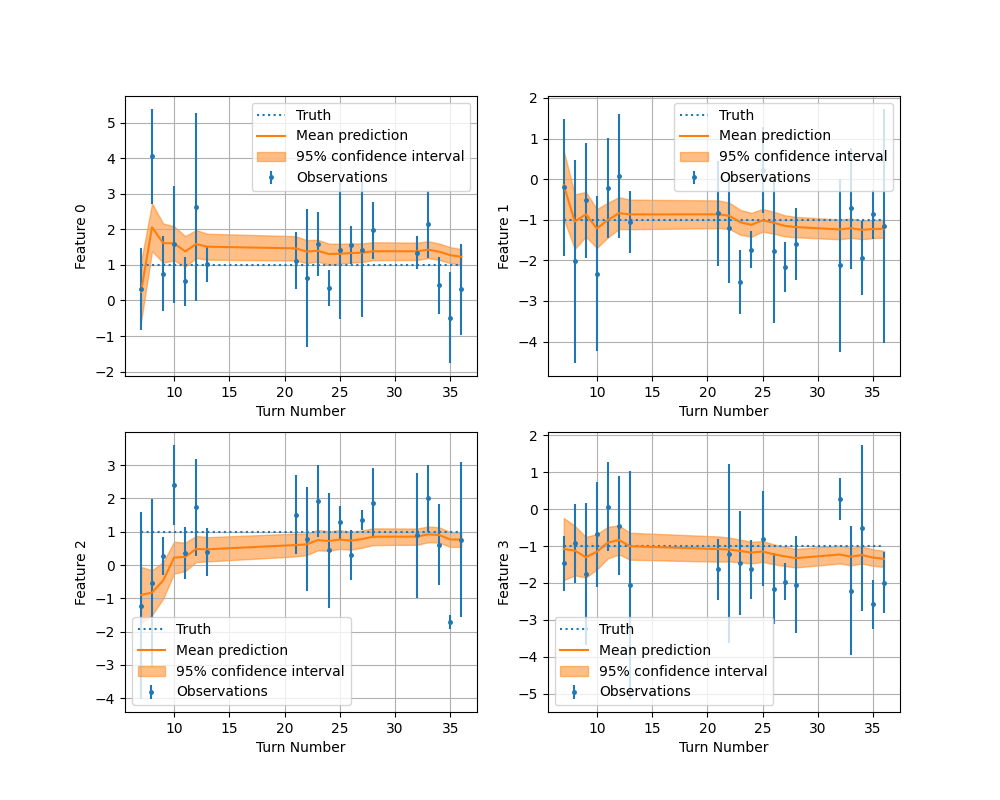 5
4
3
2
1
0
−1
−2
Feature 0
10
15
20
25
30
35
Turn Number
Truth
Mean prediction
95% confidence interval
Observations
2
1
0
−1
−2
−3
−4
Feature 1
10
15
20
25
30
35
Turn Number
Truth
Mean prediction
95% confidence interval
Observations
3
2
1
0
−1
−2
−3
−4
Feature 2
10
15
20
25
30
35
Turn Number
Truth
Mean prediction
95% confidence interval
Observations
2
1
0
−1
−2
−3
−4
−5
Feature 3
10
15
20
25
30
35
Turn Number
Truth
Mean prediction
95% confidence interval
Observations